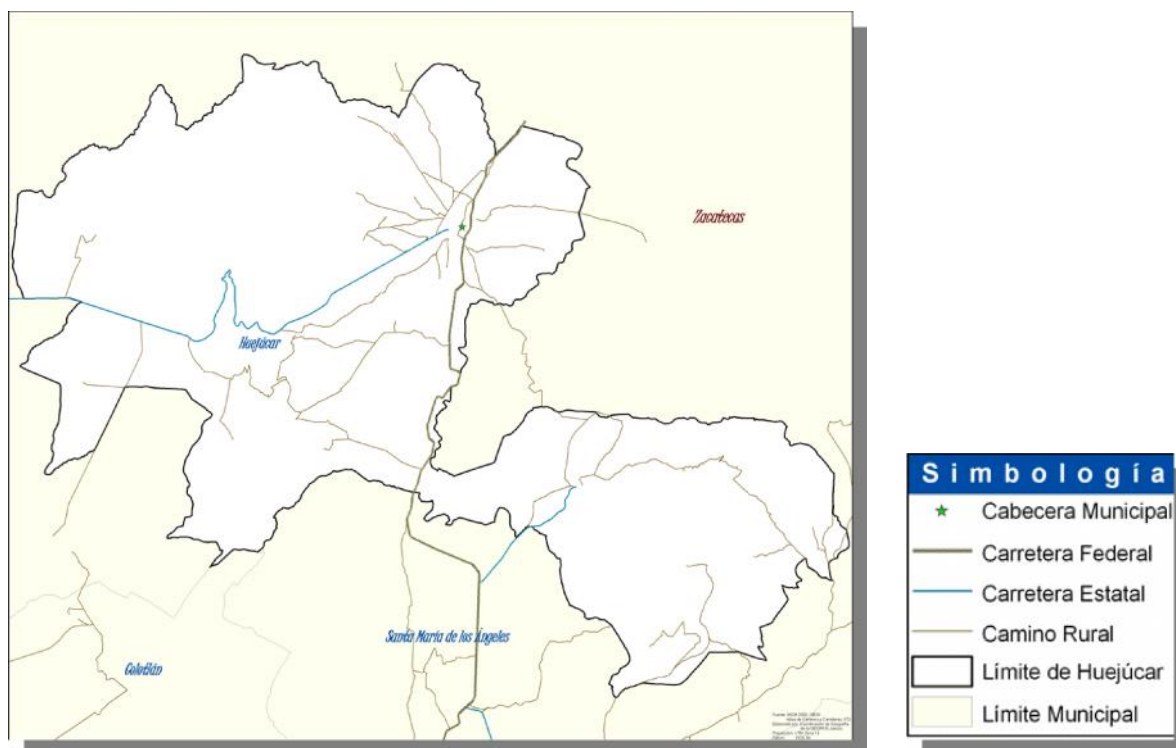 Zacatecas
Huejúcar
Santa María de los Ángeles
Colotlán
Simbología
Cabecera Municipal
Carretera Federal
Carretera Estatal
Camino Rural
Límite de Huejúcar
Límite Municipal